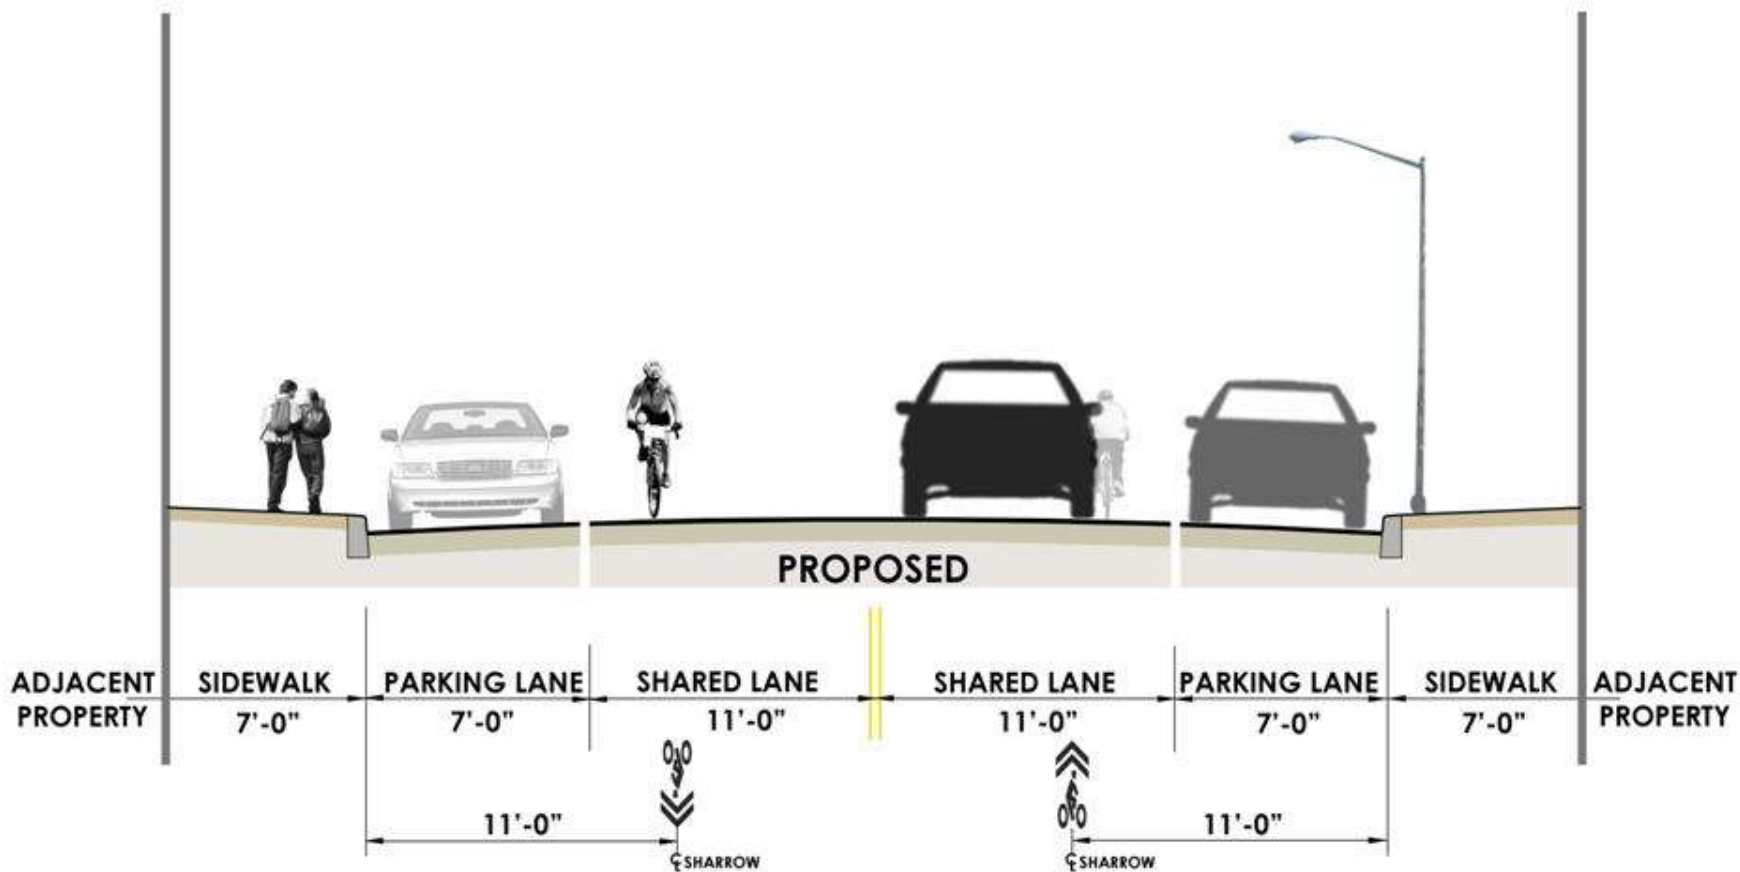 PROPOSED
ADJACENT PROPERTY
SIDEWALK
7’-0”
PARKING LANE
7’-0”
SHARED LANE
11’-0”
SHARED LANE
11’-0”
PARKING LANE
7’-0”
SIDEWALK
7’-0”
ADJACENT PROPERTY
11’-0”
℄ SHARROW
11’-0”
℄ SHARROW